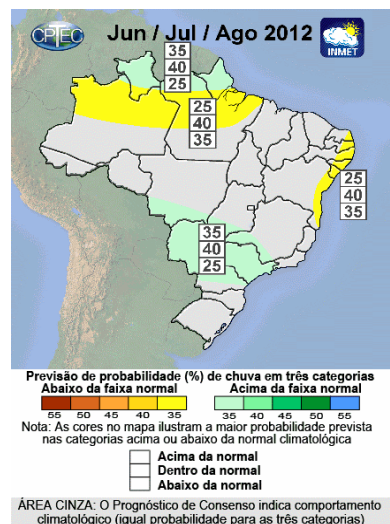 CPTEC
Jun / Jul / Ago 2012
INMET
35
40
25
25
40
35
25
40
35
35
40
25
Previsão de probabilidade (%) de chuva em três categorias
Abaixo da faixa normal Acima da faixa normal
55 50 45 40 35 35 40 45 50 55
Nota: As cores no mapa ilustram a maior probabilidade prevista
nas categorias acima ou abaixo da normal climatológica
Acima da normal
Dentro da normal
Abaixo da normal
ÁREA CINZA: O Prognóstico de Consenso indica comportamento
climatológico (igual probabilidade para as três categorias)